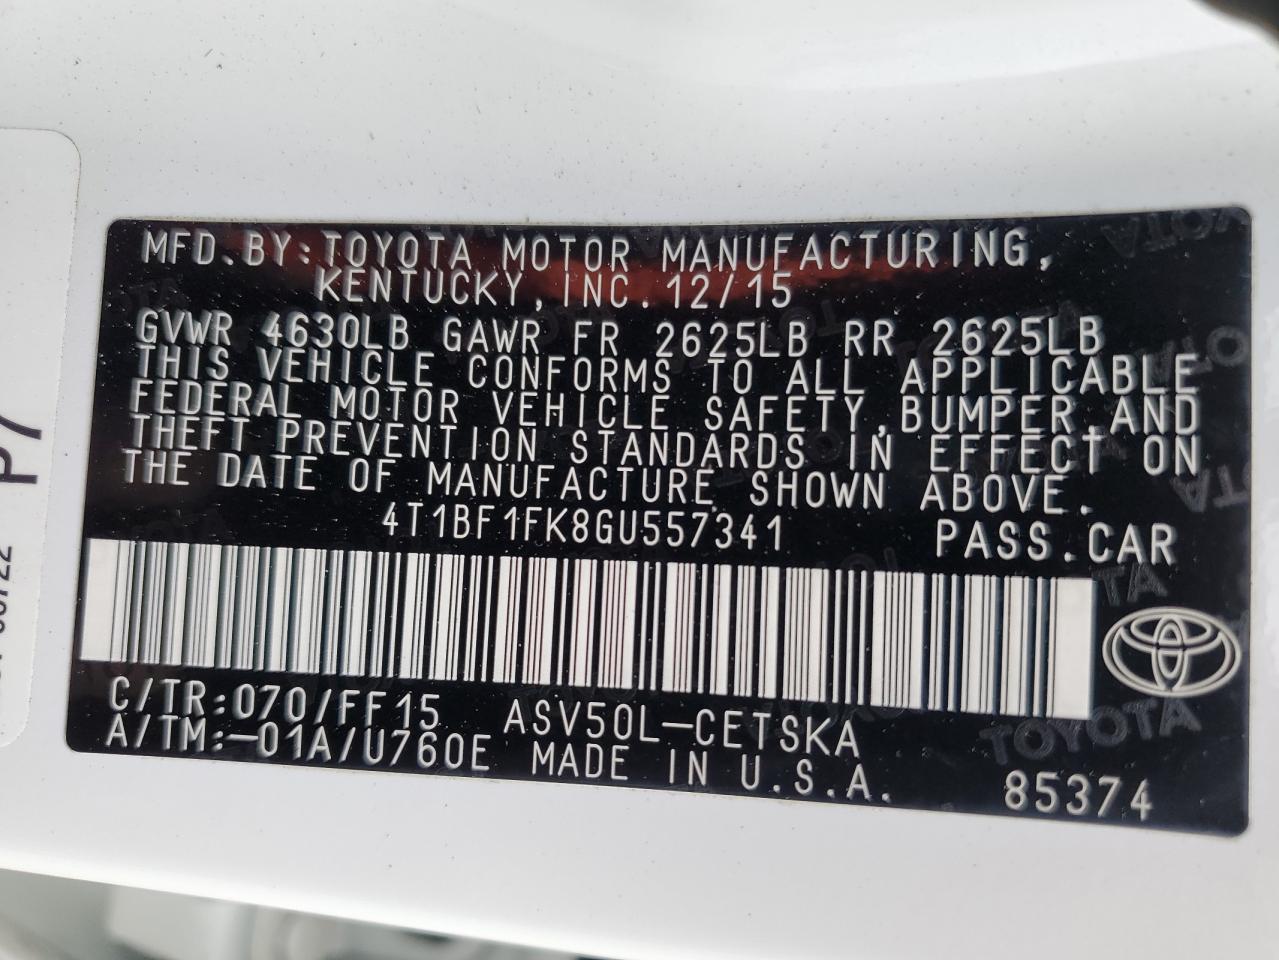 MFD.BY:TOYOTA MOTOR MANUFACTURING,
KENTUCKY,INC.12/15
GVWR 4630LB GAWR FR 2625LB RR 2625LB
THIS VEHICLE CONFORMS TO ALL APPLICABLE
FEDERAL MOTOR VEHICLE SAFETY,BUMPER,AND
THEFT PREVENTION STANDARDS IN EFFECT ON
THE DATE OF MANUFACTURE SHOWN ABOVE.
4T1BF1FK8GU557341 PASS.CAR
C/TR:070/FF15 ASV50L-CETSKA
A/TM:-01A/U760E MADE IN U.S.A. 85374
TOYOTA
P7